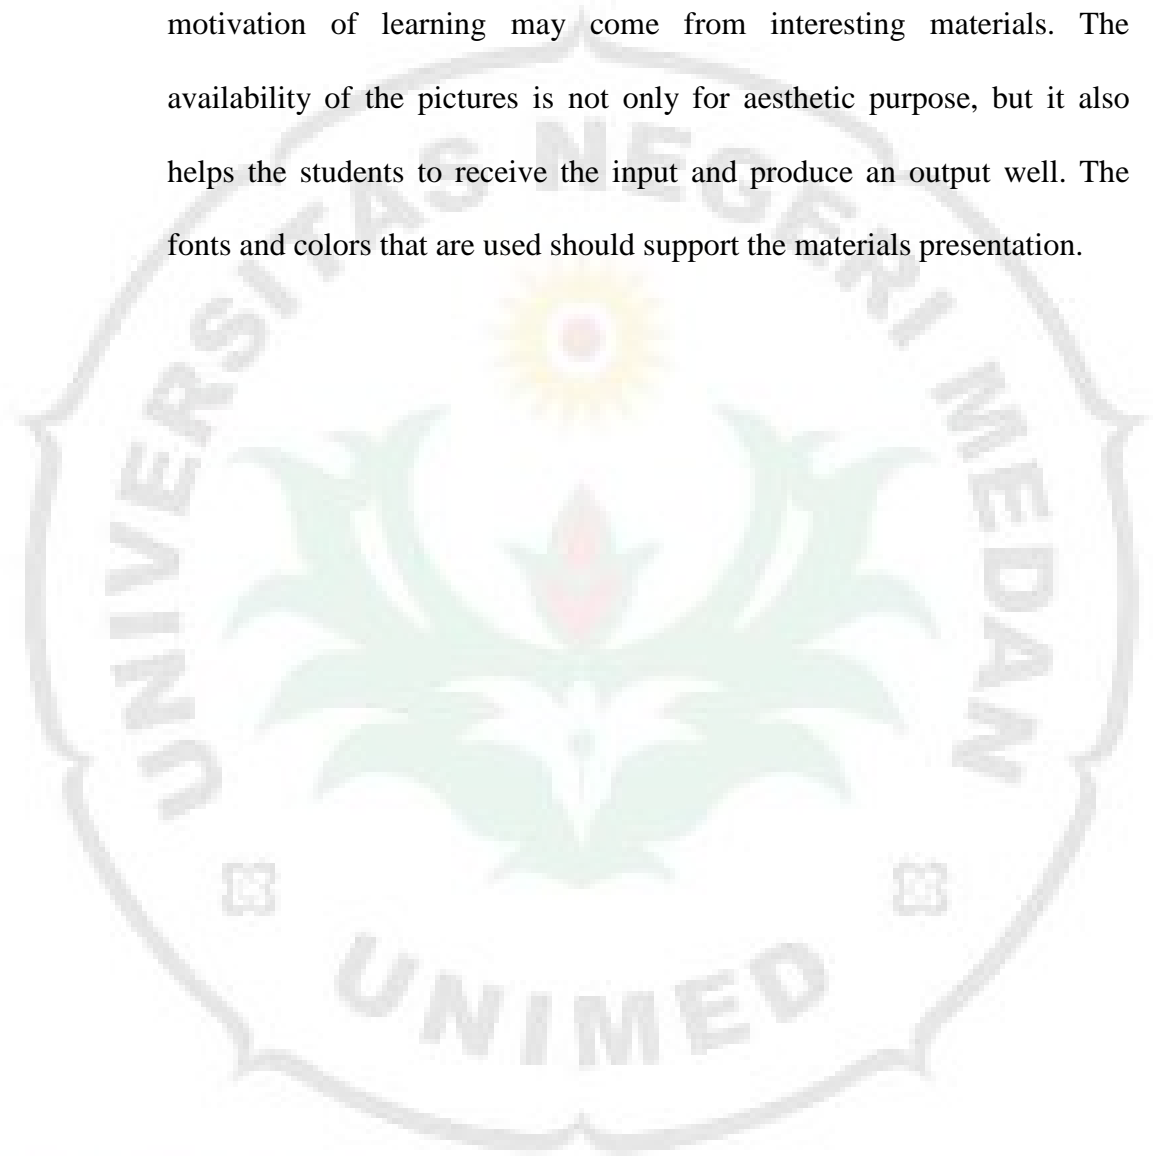 motivation of learning may come from interesting materials. The
availability of the pictures is not only for aesthetic purpose, but it also
helps the students to receive the input and produce an output well. The
fonts and colors that are used should support the materials presentation.
UNIVERSITAS NEGERI MEDAN
UNIMED